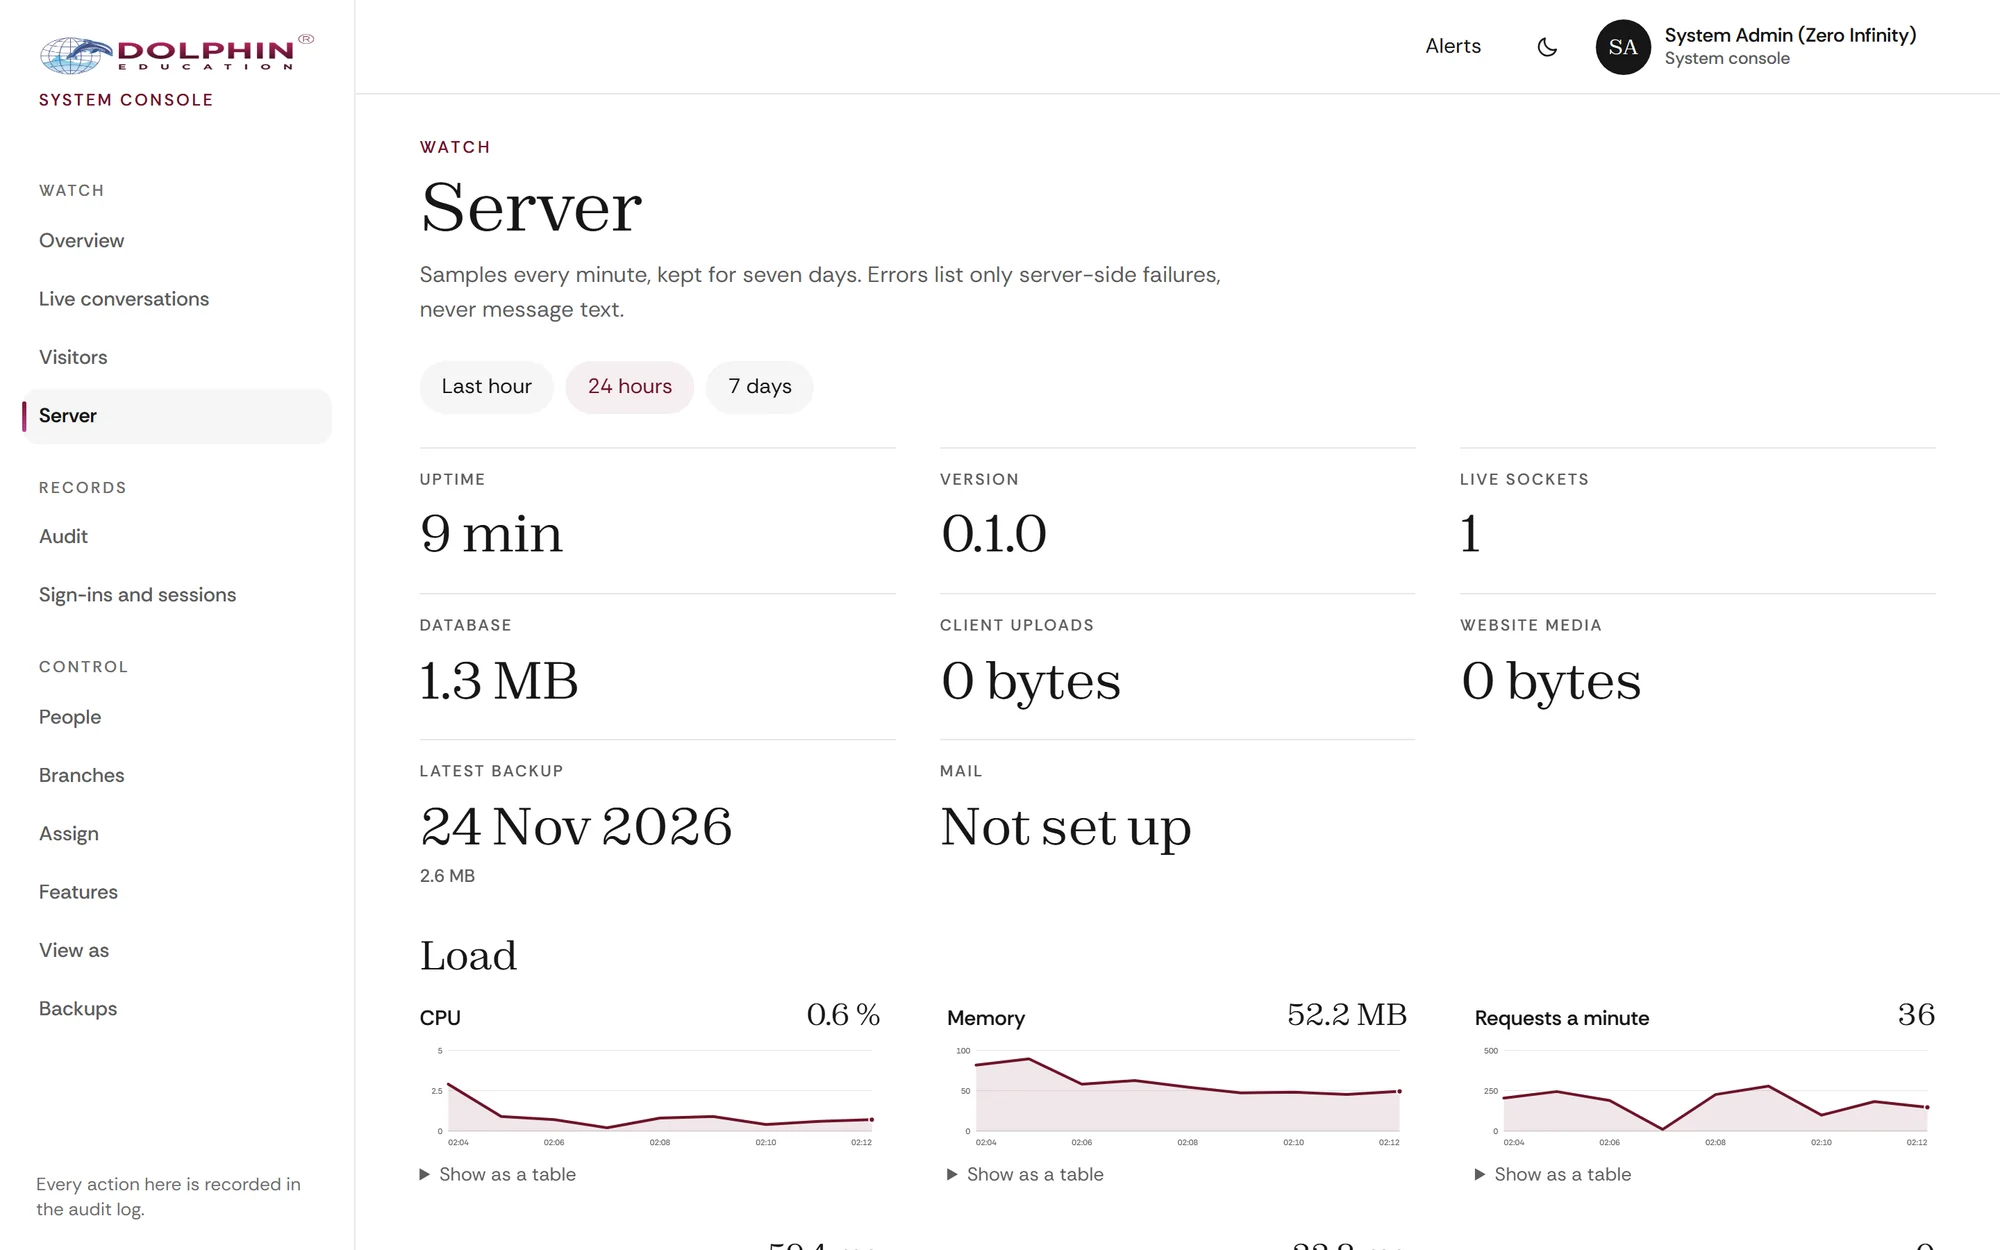 DOLPHIN ®
EDUCATION
SYSTEM CONSOLE
WATCH
Overview
Live conversations
Visitors
Server
RECORDS
Audit
Sign-ins and sessions
CONTROL
People
Branches
Assign
Features
View as
Backups
Every action here is recorded in
the audit log.
Alerts
SA
System Admin (Zero Infinity)
System console
WATCH
Server
Samples every minute, kept for seven days. Errors list only server-side failures,
never message text.
Last hour
24 hours
7 days
UPTIME
9 min
VERSION
0.1.0
LIVE SOCKETS
1
DATABASE
1.3 MB
CLIENT UPLOADS
0 bytes
WEBSITE MEDIA
0 bytes
LATEST BACKUP
24 Nov 2026
2.6 MB
MAIL
Not set up
Load
CPU 0.6 %
5
2.5
0
02:04 02:06 02:08 02:10 02:12
Show as a table
Memory 52.2 MB
100
50
0
02:04 02:06 02:08 02:10 02:12
Show as a table
Requests a minute 36
500
250
0
02:04 02:06 02:08 02:10 02:12
Show as a table